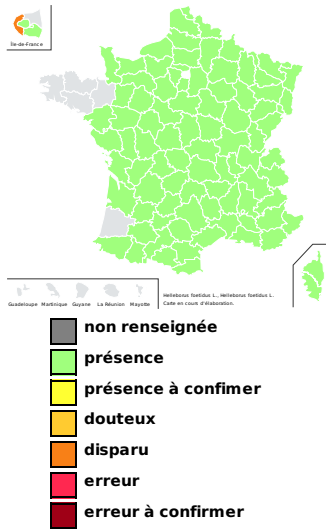 Île-de-France
Guadeloupe Martinique Guyane La Réunion Mayotte
Helleborus foetidus L., Helleborus foetidus L.
Carte en cours d'élaboration.
non renseignée
présence
présence à confimer
douteux
disparu
erreur
erreur à confirmer